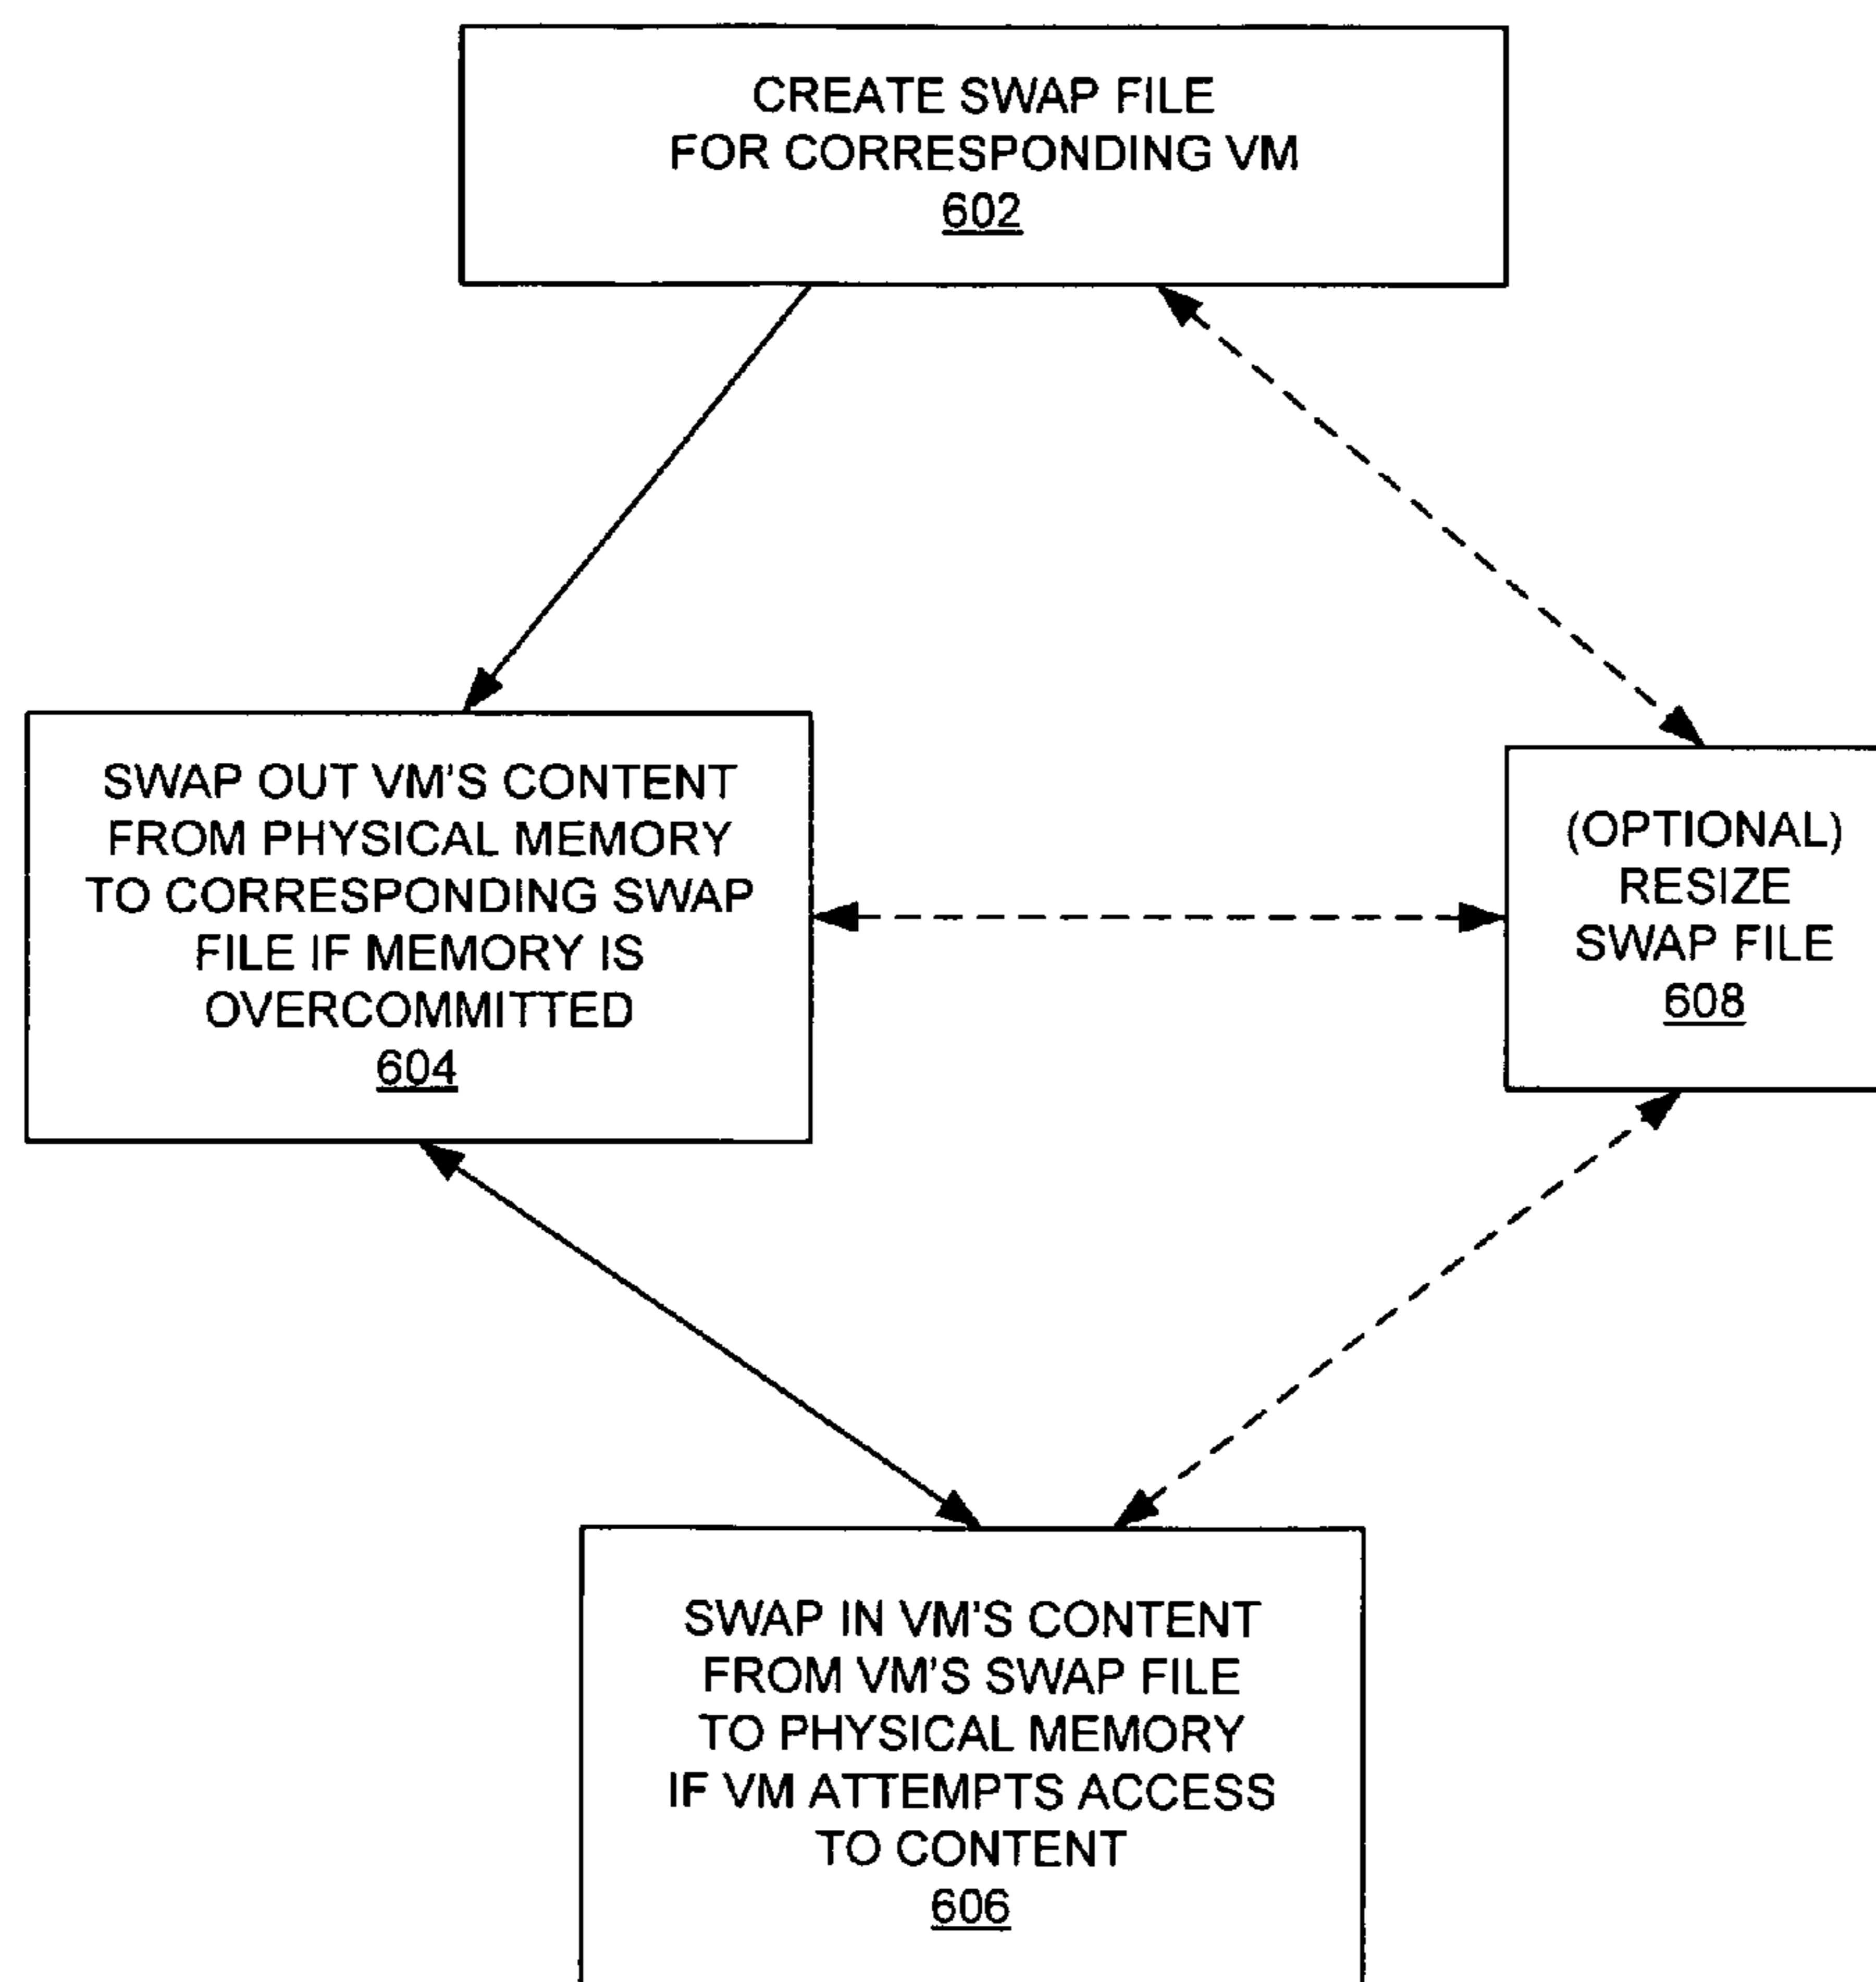 CREATE SWAP FILE
FOR CORRESPONDING VM
602
SWAP OUT VM'S CONTENT
FROM PHYSICAL MEMORY
TO CORRESPONDING SWAP
FILE IF MEMORY IS
OVERCOMMITTED
604
(OPTIONAL)
RESIZE
SWAP FILE
608
SWAP IN VM'S CONTENT
FROM VM'S SWAP FILE
TO PHYSICAL MEMORY
IF VM ATTEMPTS ACCESS
TO CONTENT
606